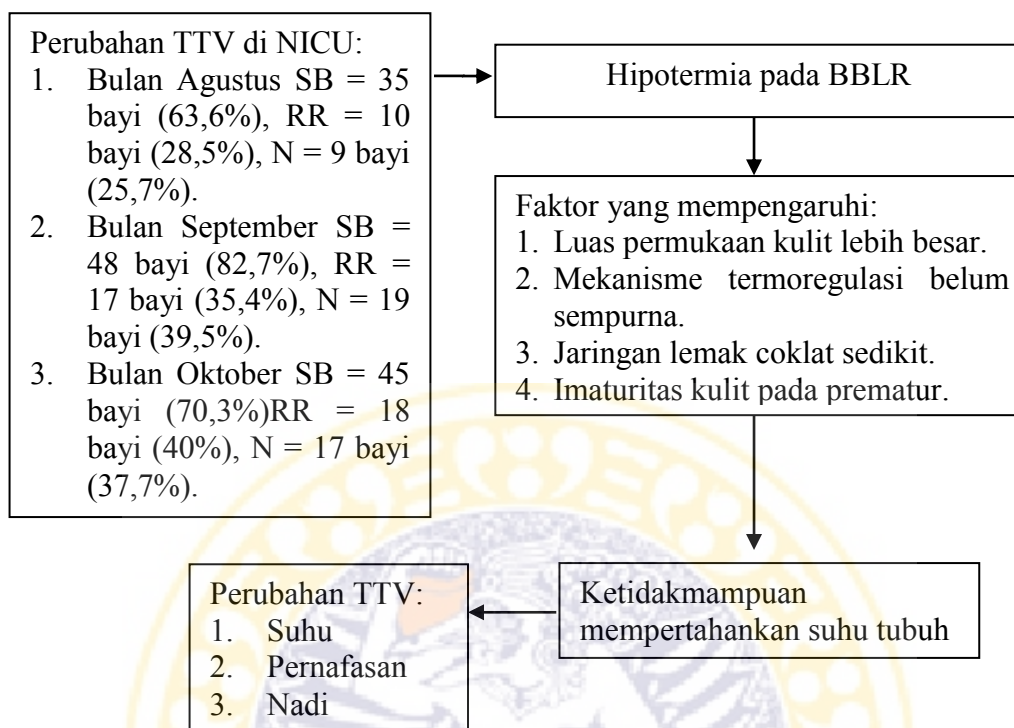 Perubahan TTV di NICU:
1. Bulan Agustus SB = 35
bayi (63,6%), RR = 10
bayi (28,5%), N = 9 bayi
(25,7%).
2. Bulan September SB =
48 bayi (82,7%), RR =
17 bayi (35,4%), N = 19
bayi (39,5%).
3. Bulan Oktober SB = 45
bayi (70,3%)RR = 18
bayi (40%), N = 17 bayi
(37,7%).
Hipotermia pada BBLR
Faktor yang mempengaruhi:
1. Luas permukaan kulit lebih besar.
2. Mekanisme termoregulasi belum
sempurna.
3. Jaringan lemak coklat sedikit.
4. Imaturitas kulit pada prematur.
Ketidakmampuan
mempertahankan suhu tubuh
Perubahan TTV:
1. Suhu
2. Pernafasan
3. Nadi